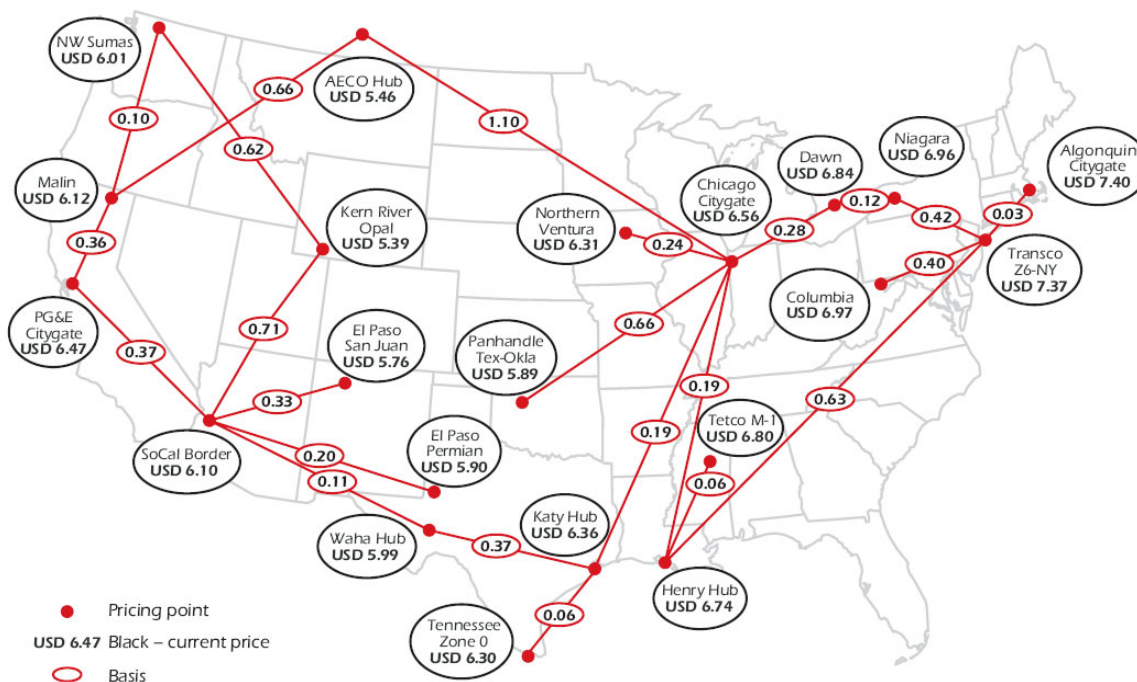 NW Sumas
USD 6.01
AECO Hub
USD 5.46
0.66
0.10
0.62
1.10
Niagara
USD 6.96
Algonquin
Citygate
USD 7.40
Dawn
USD 6.84
Malin
USD 6.12
Chicago
Citygate
USD 6.56
0.12
Kern River
Opal
USD 5.39
Northern
Ventura
USD 6.31
0.42
0.03
0.36
0.24
0.28
Transco
Z6-NY
USD 7.37
0.40
Columbia
USD 6.97
PG&E
Citygate
USD 6.47
0.71
El Paso
San Juan
USD 5.76
0.66
0.37
Panhandle
Tex-Okla
USD 5.89
0.19
0.33
0.63
Tetco M-1
USD 6.80
0.19
SoCal Border
USD 6.10
El Paso
Permian
USD 5.90
0.20
0.11
0.06
Waha Hub
USD 5.99
Katy Hub
USD 6.36
0.37
Henry Hub
USD 6.74
0.06
Tennessee
Zone 0
USD 6.30
Pricing point
USD 6.47 Black – current price
Basis